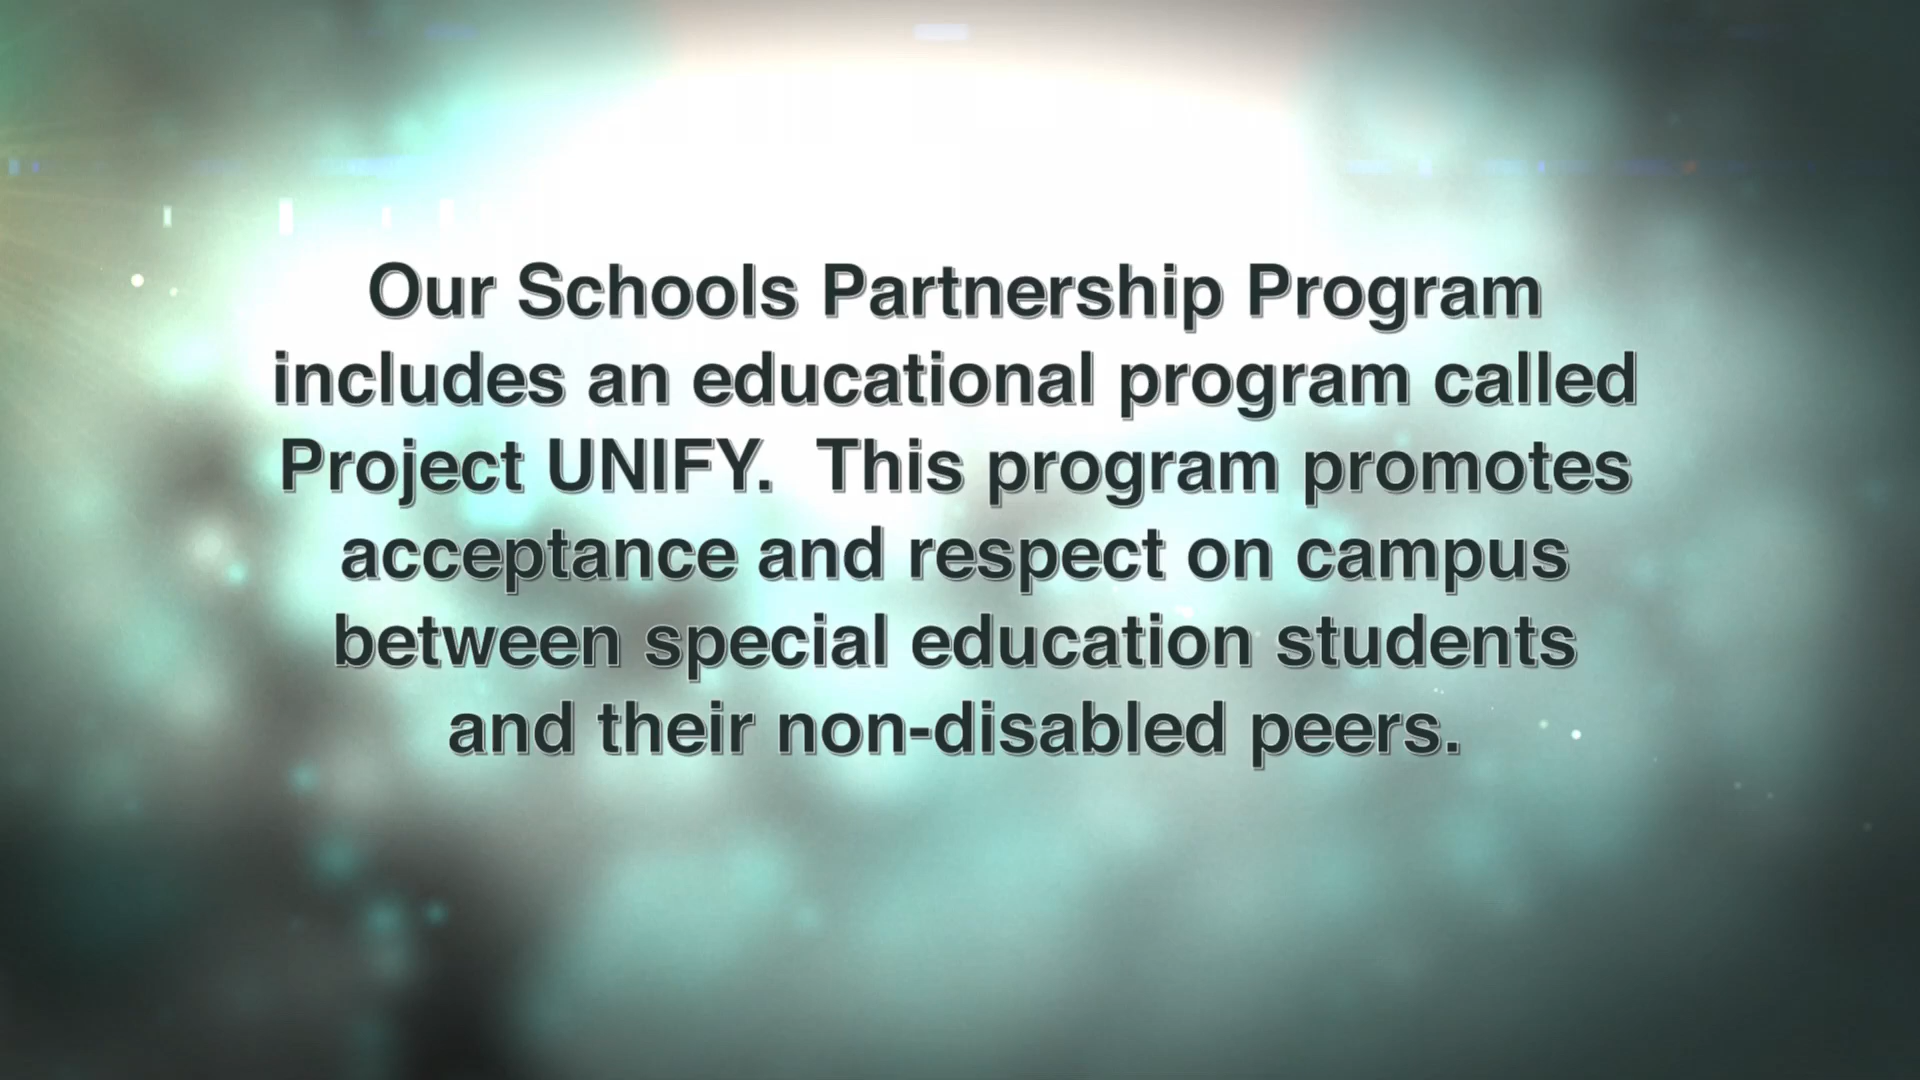 Our Schools Partnership Program
includes an educational program called
Project UNIFY.  This program promotes
acceptance and respect on campus
between special education students
and their non-disabled peers.